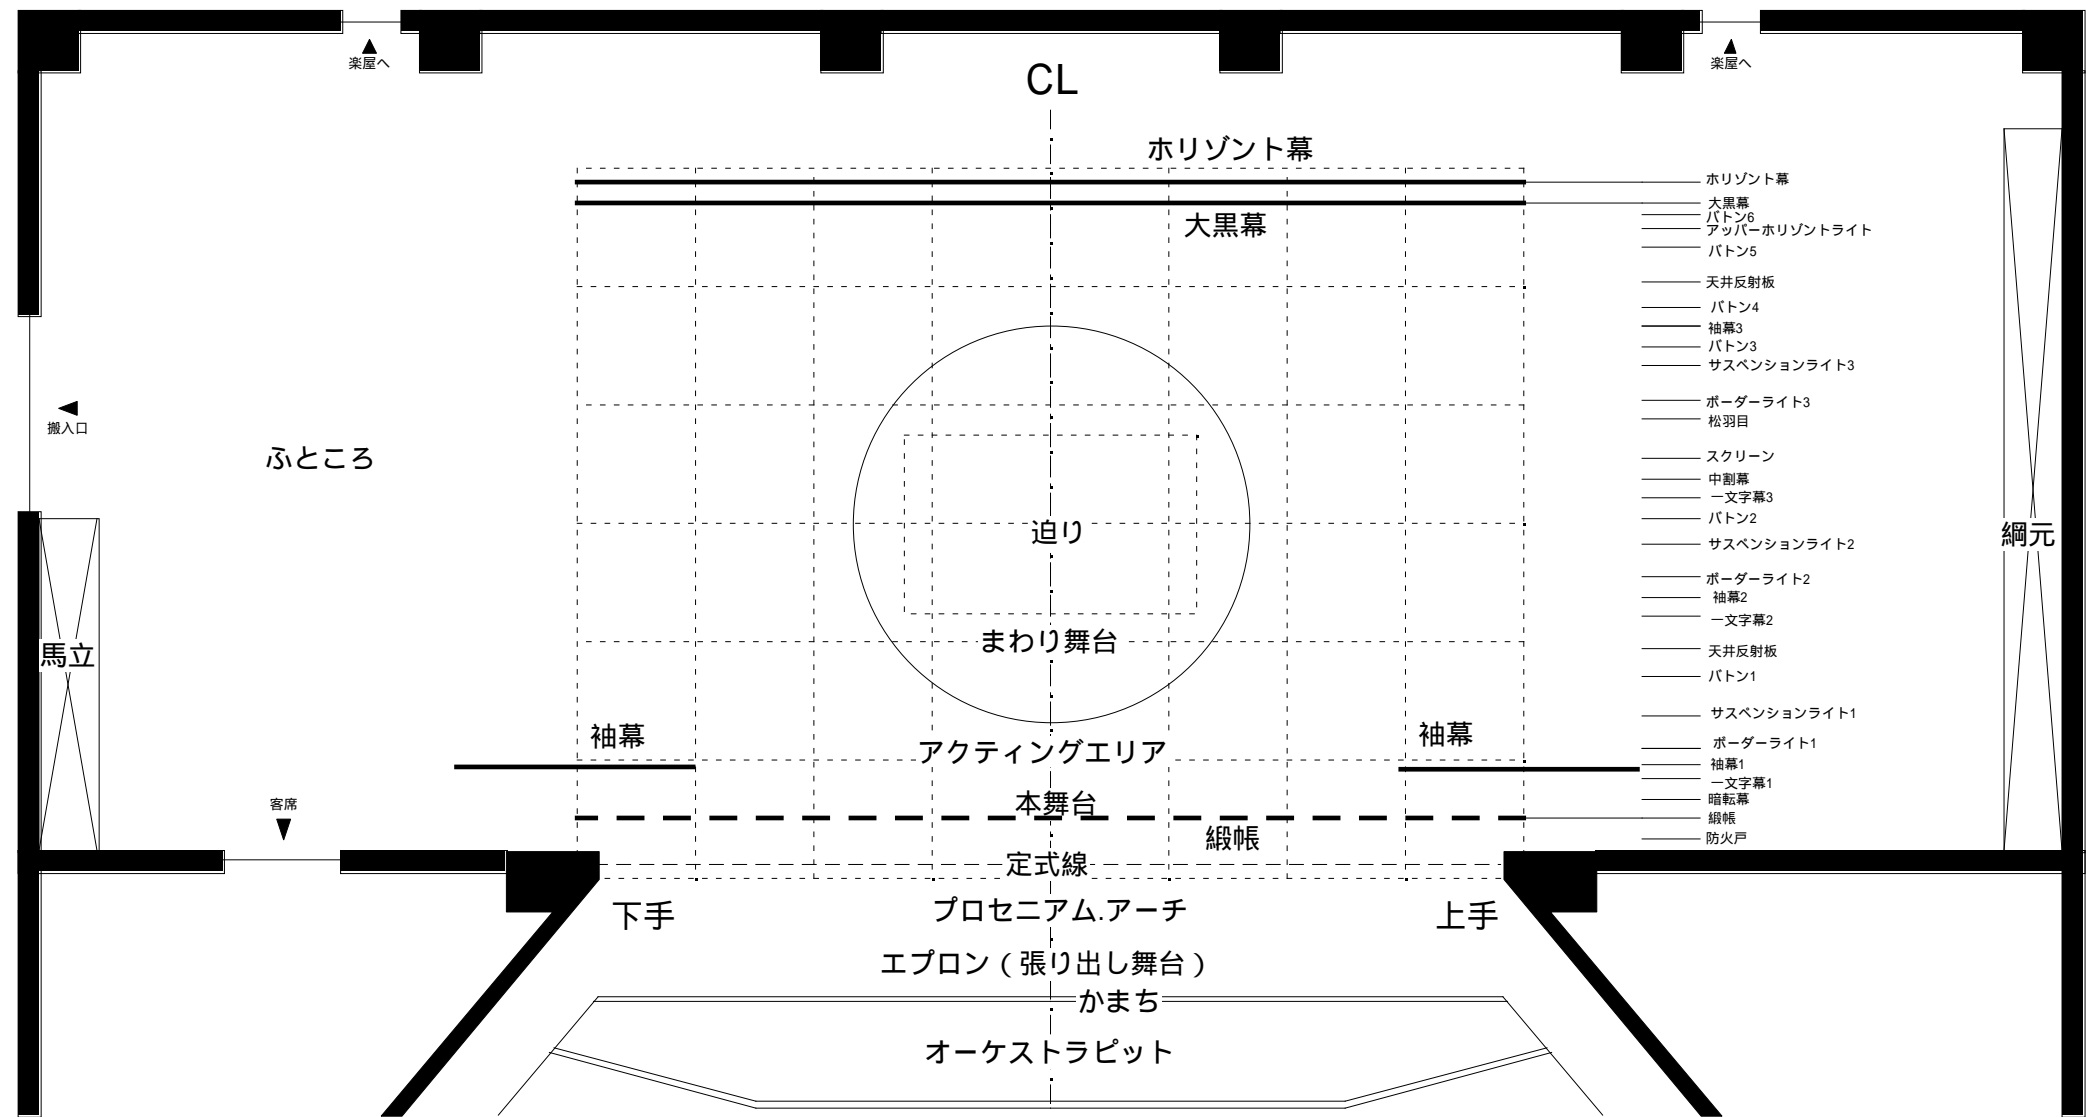 楽屋へ
楽屋へ
CL
ホリゾント幕
大黒幕
搬入口
ふところ
迫り
まわり舞台
馬立
綱元
袖幕
袖幕
アクティングエリア
本舞台
客席
緞帳
定式線
下手
プロセニアム.アーチ
上手
エプロン(張り出し舞台)
かまち
オーケストラピット
ホリゾント幕
大黒幕
バトン6
アッパーホリゾントライト
バトン5
天井反射板
バトン4
袖幕3
バトン3
サスペンションライト3
ボーダーライト3
松羽目
スクリーン
中割幕
一文字幕3
バトン2
サスペンションライト2
ボーダーライト2
袖幕2
一文字幕2
天井反射板
バトン1
サスペンションライト1
ボーダーライト1
袖幕1
一文字幕1
暗転幕
緞帳
防火戸